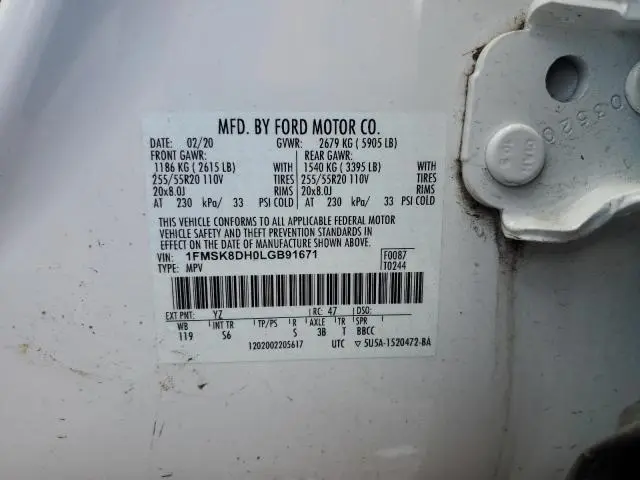 MFD. BY FORD MOTOR CO.
DATE: 02/20 GVWR: 2679 KG ( 5905 LB)
FRONT GAWR: REAR GAWR:
1186 KG ( 2615 LB) WITH 1540 KG ( 3395 LB) WITH
255/55R20 110V TIRES 255/55R20 110V TIRES
20x8.0J RIMS 20x8.0J RIMS
AT 230 kPa/ 33 PSI COLD AT 230 kPa/ 33 PSI COLD
THIS VEHICLE CONFORMS TO ALL APPLICABLE FEDERAL MOTOR
VEHICLE SAFETY AND THEFT PREVENTION STANDARDS IN
EFFECT ON THE DATE OF MANUFACTURE SHOWN ABOVE.
VIN: 1FMSK8DH0LGB91671 F0087
TYPE: MPV T0244
EXT PNT: YZ RC: 47 DSO:
WB INT TR TP/PS R AXLE TR SPR
119 S6 S 3B T BBCC
1202002205617 UTC ▽ 5USA-1520472-BA
03520